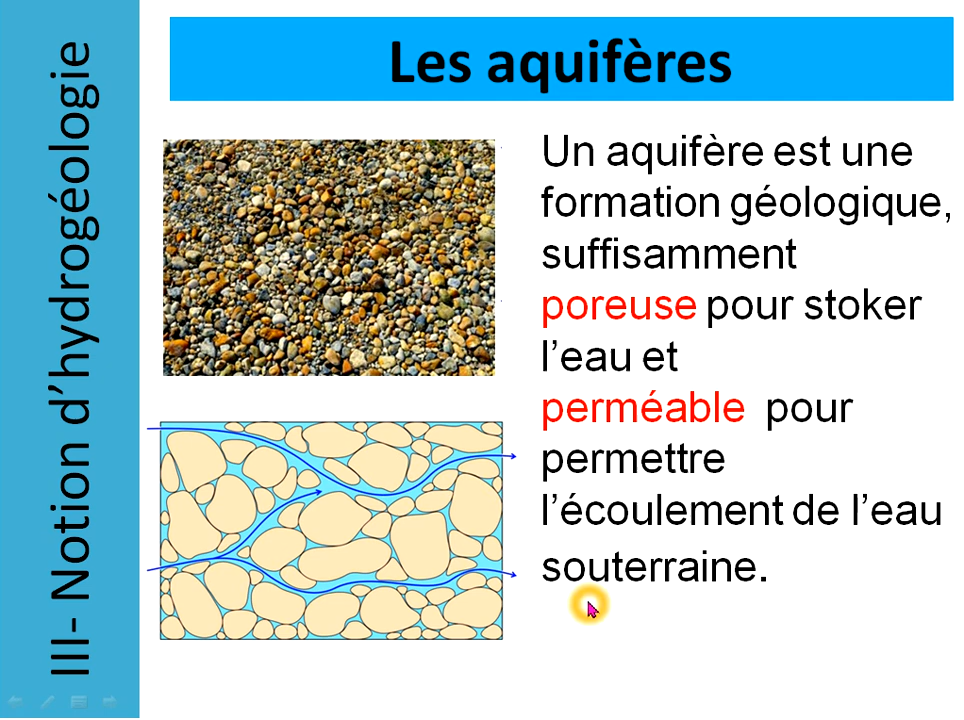 III- Notion d’hydrogéologie
Les aquifères
Un aquifère est une
formation géologique,
suffisamment
poreuse pour stoker
l’eau et
perméable pour
permettre
l’écoulement de l’eau
souterraine.